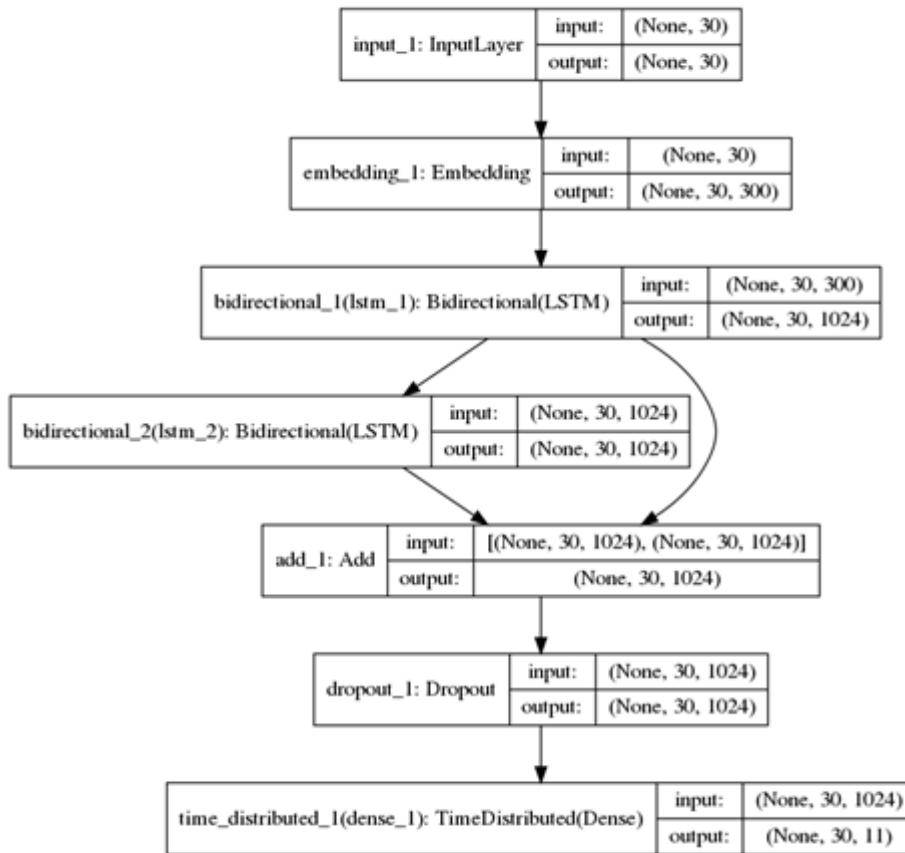 input_1: InputLayer
input: (None, 30)
output: (None, 30)
embedding_1: Embedding
input: (None, 30)
output: (None, 30, 300)
bidirectional_1(lstm_1): Bidirectional(LSTM)
input: (None, 30, 300)
output: (None, 30, 1024)
bidirectional_2(lstm_2): Bidirectional(LSTM)
input: (None, 30, 1024)
output: (None, 30, 1024)
add_1: Add
input: [(None, 30, 1024), (None, 30, 1024)]
output: (None, 30, 1024)
dropout_1: Dropout
input: (None, 30, 1024)
output: (None, 30, 1024)
time_distributed_1(dense_1): TimeDistributed(Dense)
input: (None, 30, 1024)
output: (None, 30, 11)